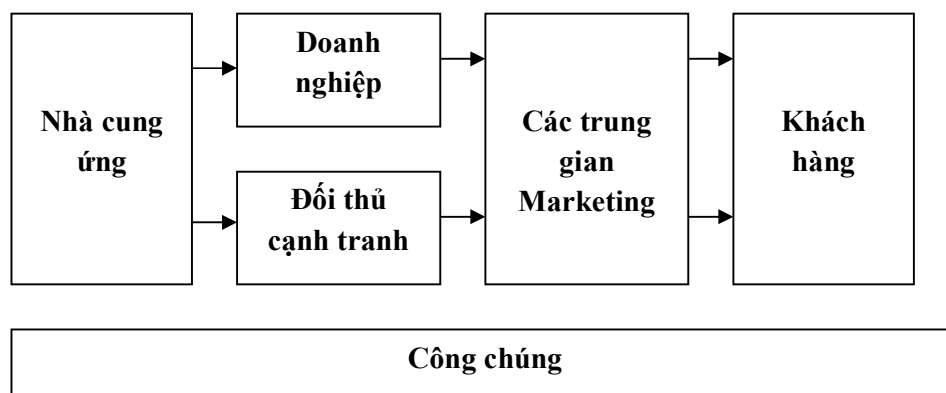 Nhà cung
ứng
Doanh
nghiệp
Đối thủ
cạnh tranh
Các trung
gian
Marketing
Khách
hàng
Công chúng